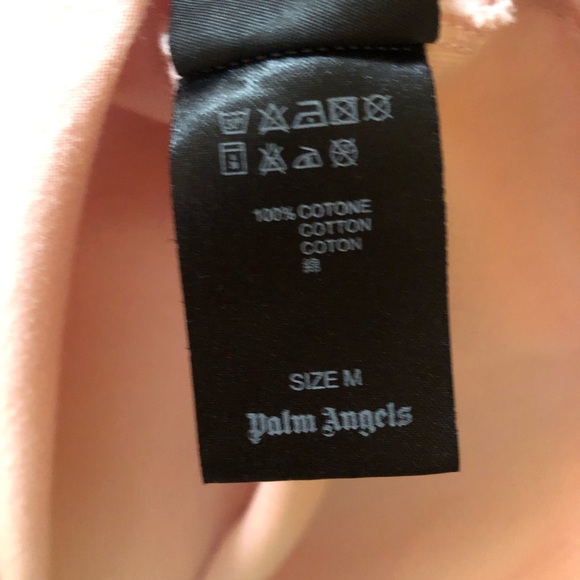 100% COTONE
COTTON
COTON
SIZE M
Palm Angels